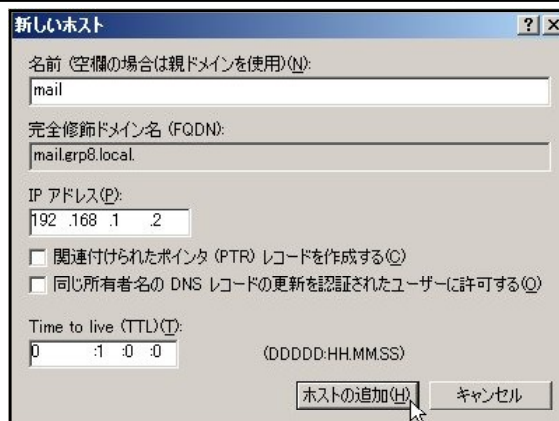 新しいホスト
名前 (空欄の場合は親ドメインを使用)(N):
mail
完全修飾ドメイン名 (FQDN):
mail.grp8.local.
IP アドレス(P):
192 .168 .1 .2
関連付けられたポインタ (PTR) レコードを作成する(C)
同じ所有者名の DNS レコードの更新を認証されたユーザーに許可する(O)
Time to live (TTL)(T):
0 :1 :0 :0 (DDDDD:HH.MM.SS)
ホストの追加(H) キャンセル